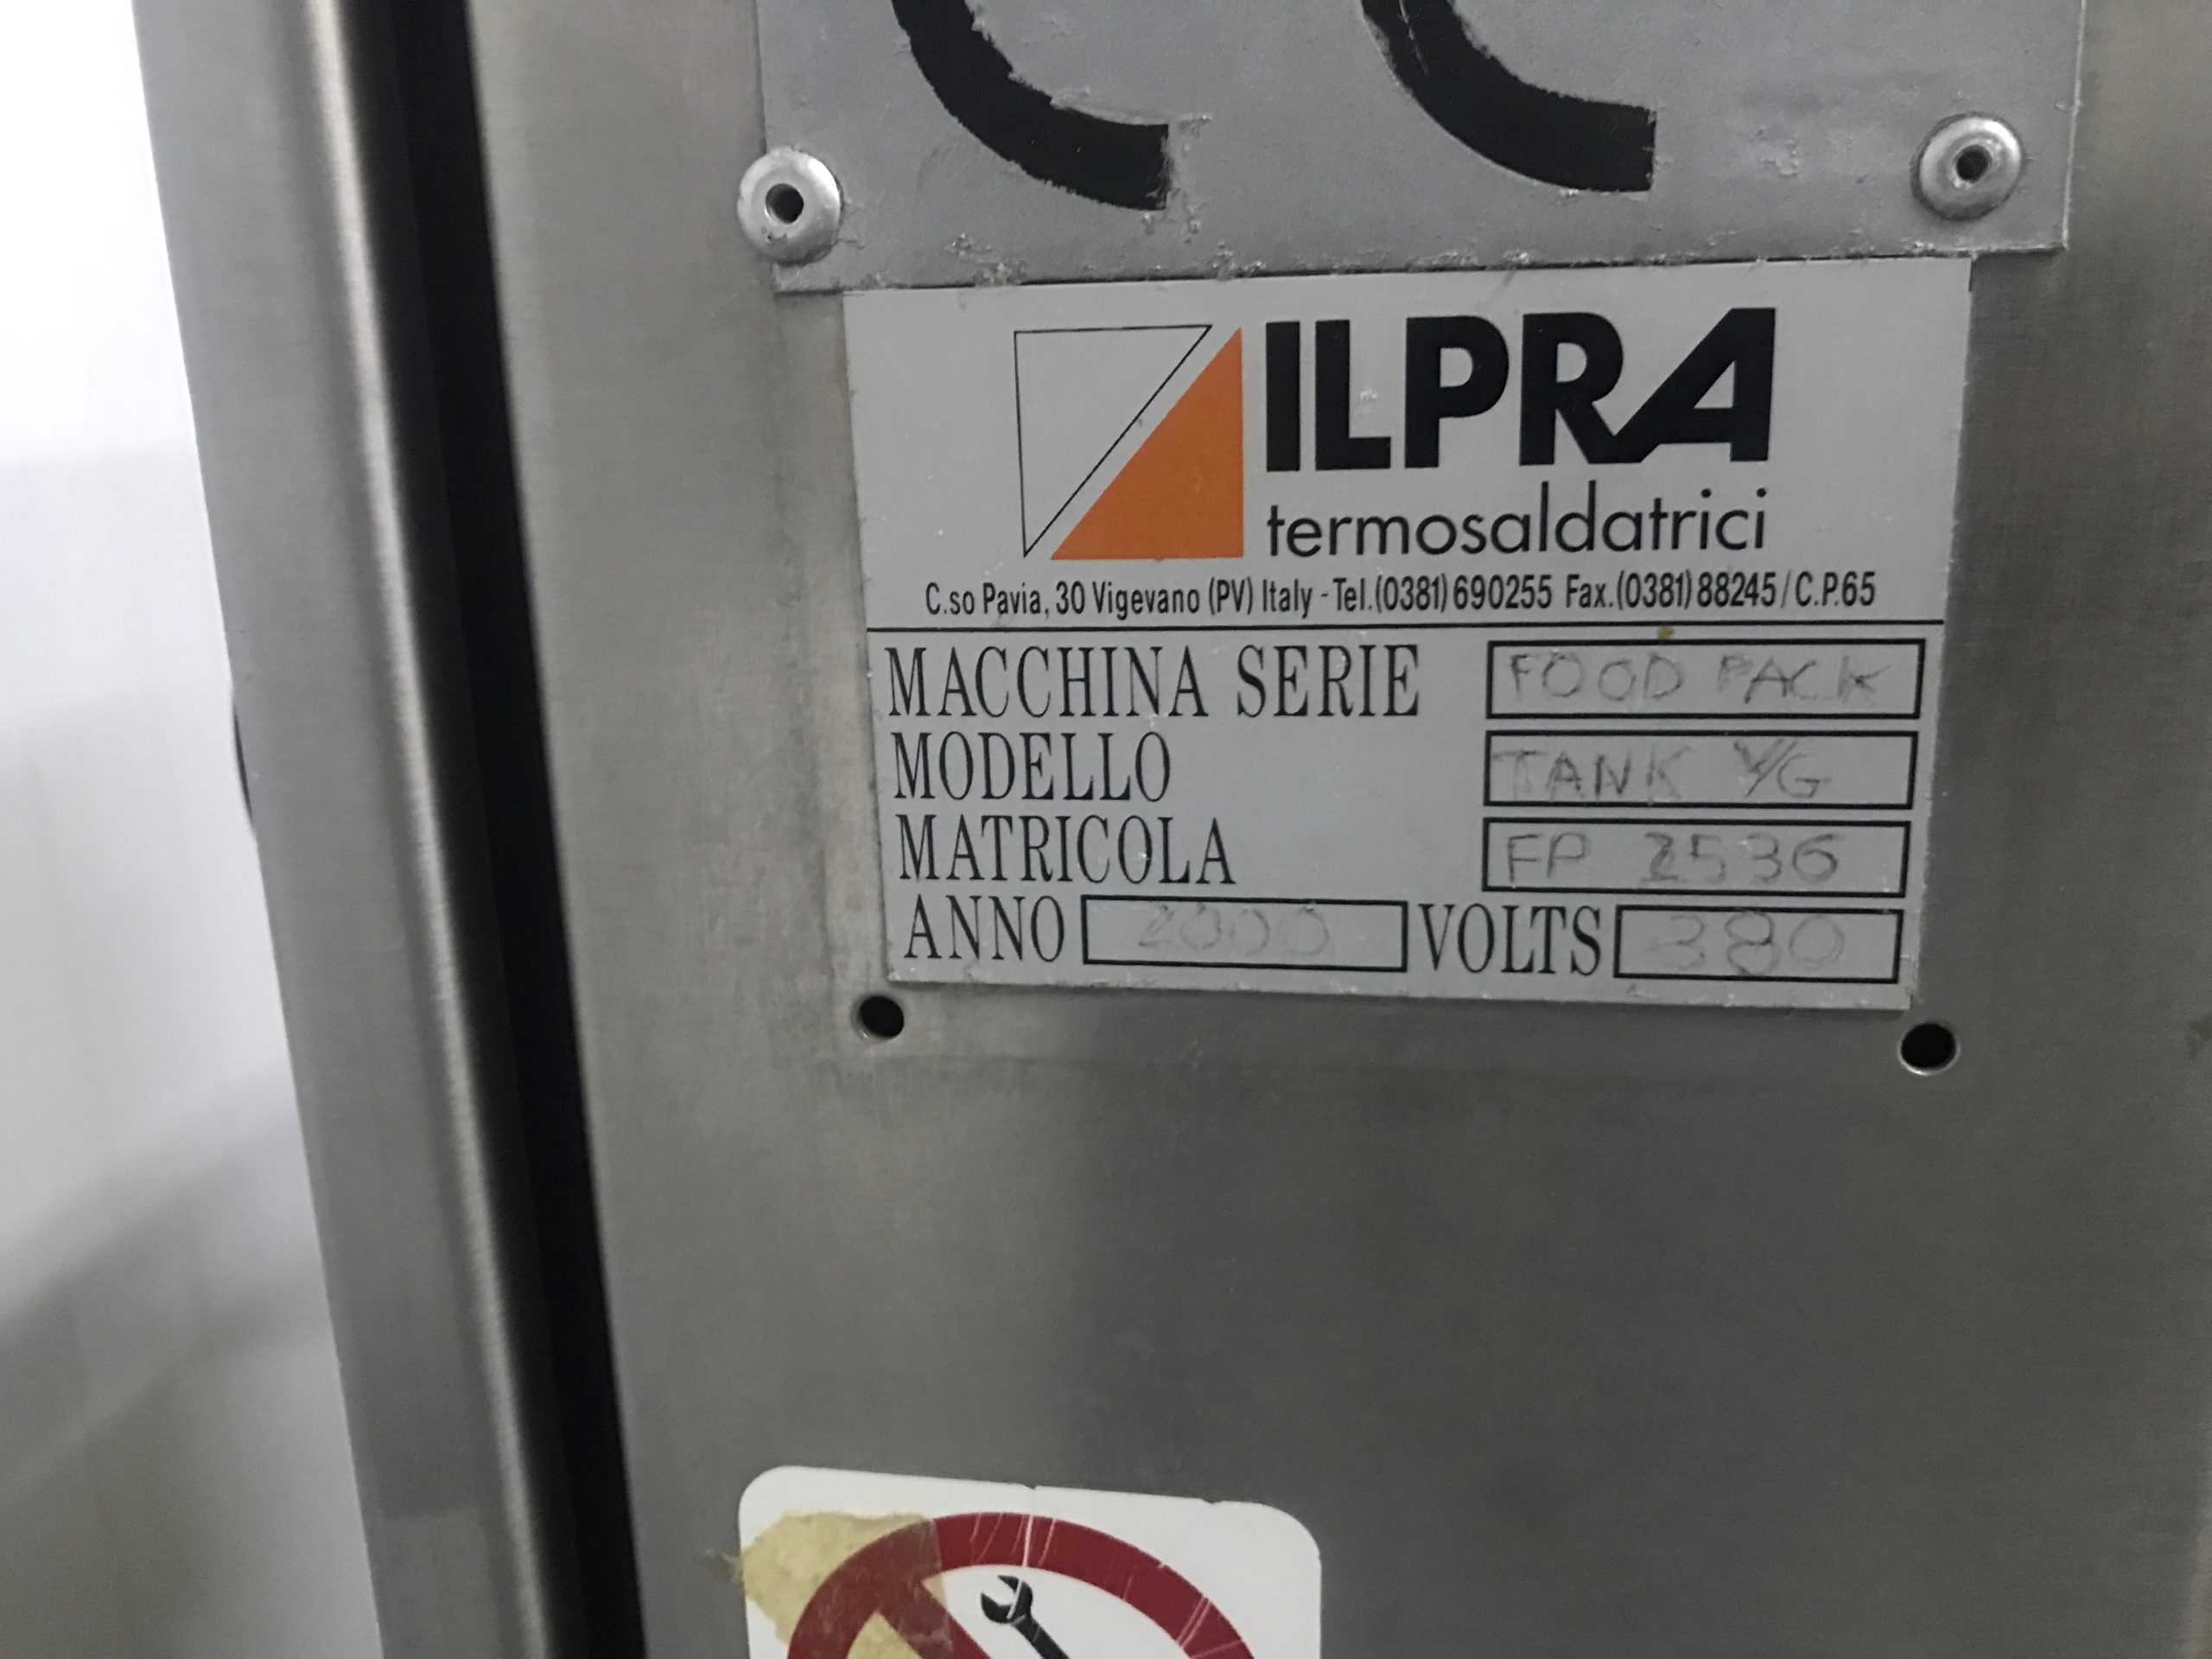 ILPRA
termosaldatrici
C.so Pavia, 30 Vigevano (PV) Italy - Tel.(0381)690255 Fax.(0381)88245/C.P.65
MACCHINA SERIE FOOD PACK
MODELLO TANK V/G
MATRICOLA FP 2536
ANNO 2000 VOLTS 380